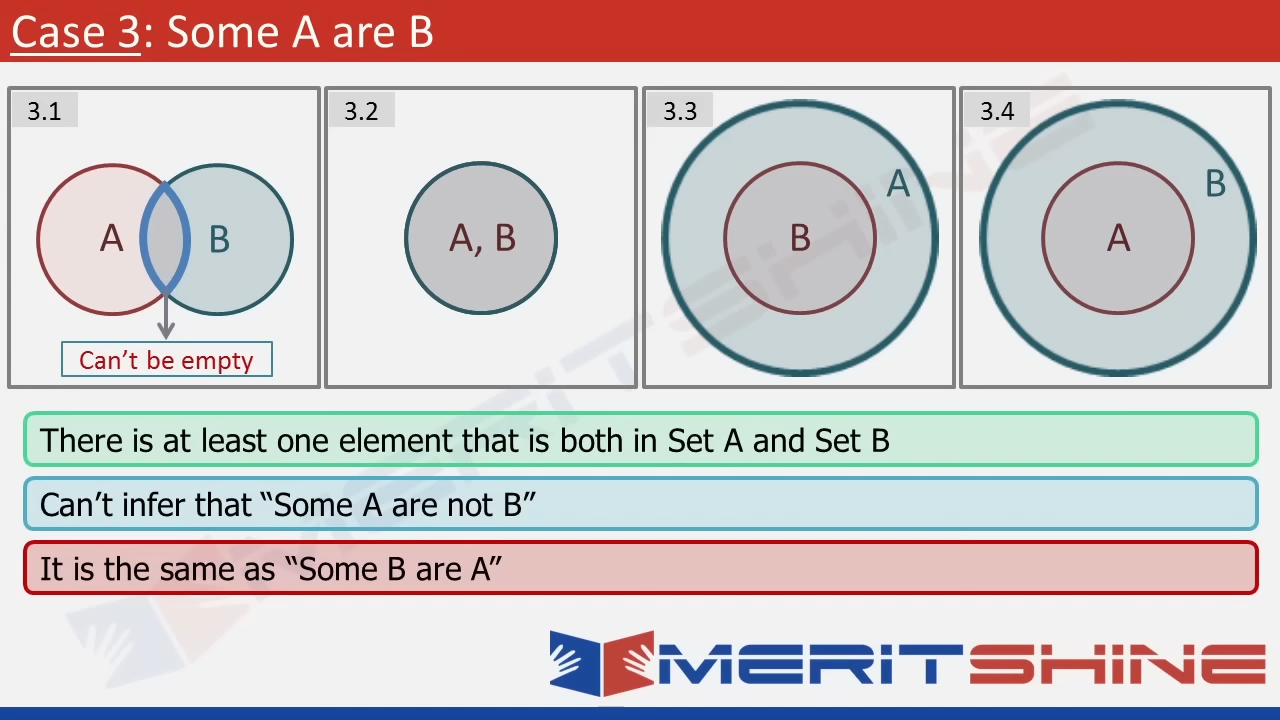 Case 3: Some A are B
3.1
3.2
3.3
3.4
A
B
A, B
A
B
B
A
Can't be empty
There is at least one element that is both in Set A and Set B
Can't infer that “Some A are not B”
It is the same as “Some B are A”
MERITSHINE
MERITSHINE